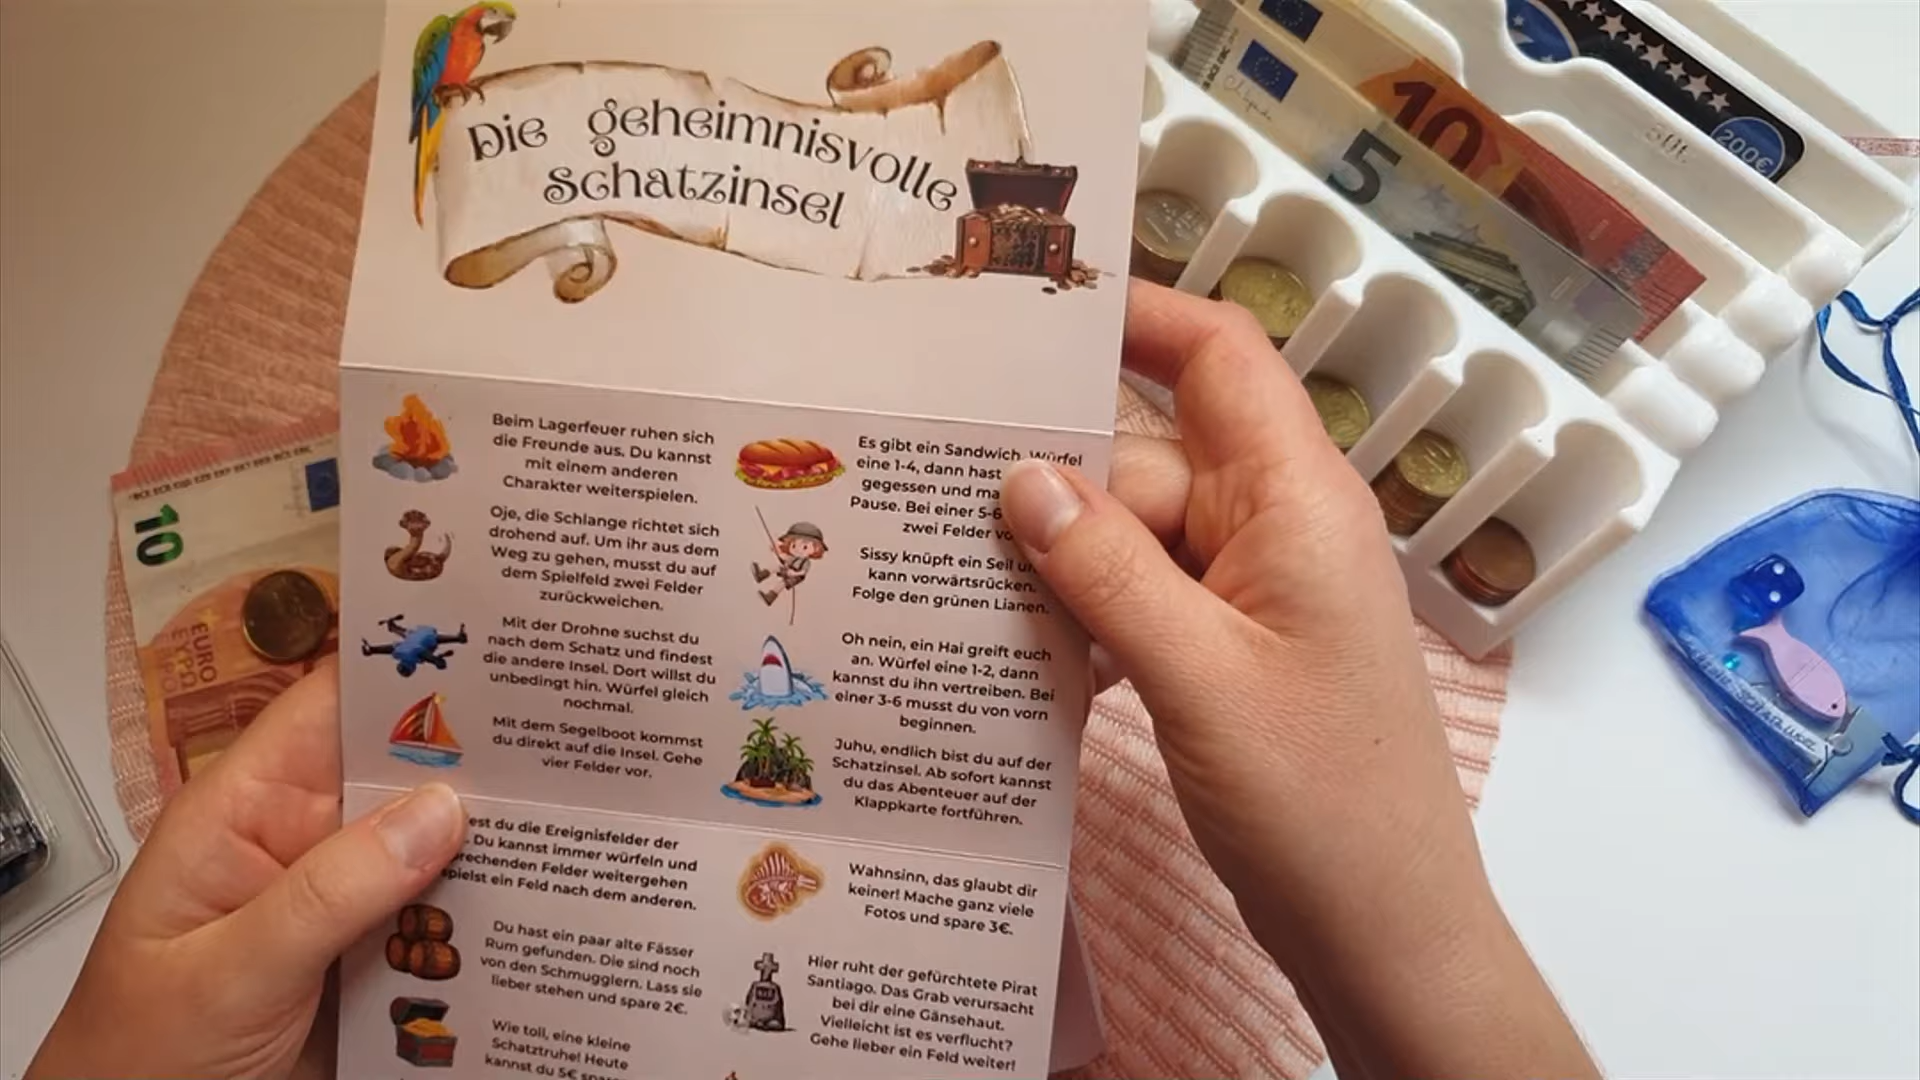 Die geheimnisvolle
Schatzinsel
Beim Lagerfeuer ruhen sich
die Freunde aus. Du kannst
mit einem anderen
Charakter weiterspielen.
Oje, die Schlange richtet sich
drohend auf. Um ihr aus dem
Weg zu gehen, musst du auf
dem Spielfeld zwei Felder
zurückweichen.
Mit der Drohne suchst du
nach dem Schatz und findest
die andere Insel. Dort willst du
unbedingt hin. Würfel gleich
nochmal.
Mit dem Segelboot kommst
du direkt auf die Insel. Gehe
vier Felder vor.
Es gibt ein Sandwich. Würfel
eine 1-4, dann hast
gegessen und
Pause. Bei einer 5-6
zwei Felder
Sissy knüpft ein Seil
kann vorwärtsrücken.
Folge den grünen Lianen.
Oh nein, ein Hai greift euch
an. Würfel eine 1-2, dann
kannst du ihn vertreiben. Bei
einer 3-6 musst du von vorn
beginnen.
Juhu, endlich bist du auf der
Schatzinsel. Ab sofort kannst
du das Abenteuer auf der
Klappkarte fortführen.
du die Ereignisfelder der
Du kannst immer würfeln und
Felder weitergehen
ein Feld nach dem anderen.
Du hast ein paar alte Fässer
Rum gefunden. Die sind noch
von den Schmugglern. Lass sie
lieber stehen und spare 2€.
Wie toll, eine kleine
Schatztruhe! Heute
kannst du 5€
Wahnsinn, das glaubt dir
keiner! Mache ganz viele
Fotos und spare 3€.
Hier ruht der gefürchtete Pirat
Santiago. Das Grab verursacht
bei dir eine Gänsehaut.
Vielleicht ist es verflucht?
Gehe lieber ein Feld weiter!
10
5
200€
10
EURO
ΕΥΡΩ